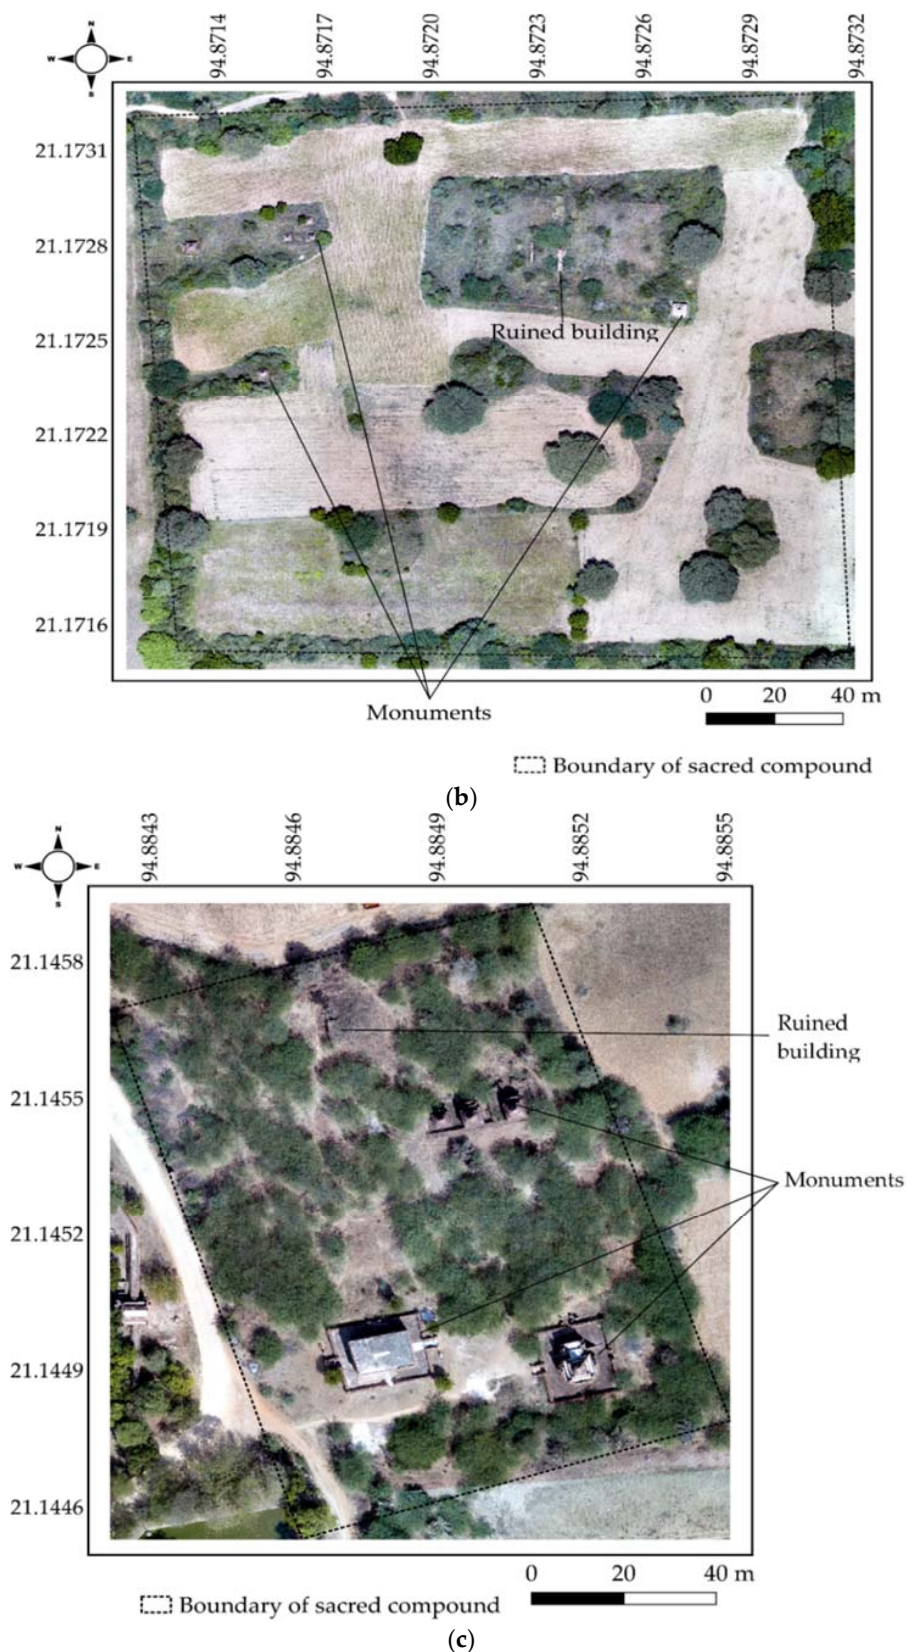 N
W E
S
94.8714 94.8717 94.8720 94.8723 94.8726 94.8729 94.8732
21.1731
21.1728
21.1725
Ruined building
21.1722
21.1719
21.1716
Monuments
0 20 40 m
Boundary of sacred compound
(b)
N
W E
S
94.8843 94.8846 94.8849 94.8852 94.8855
21.1458
Ruined
building
21.1455
Monuments
21.1452
21.1449
21.1446
0 20 40 m
Boundary of sacred compound
(c)